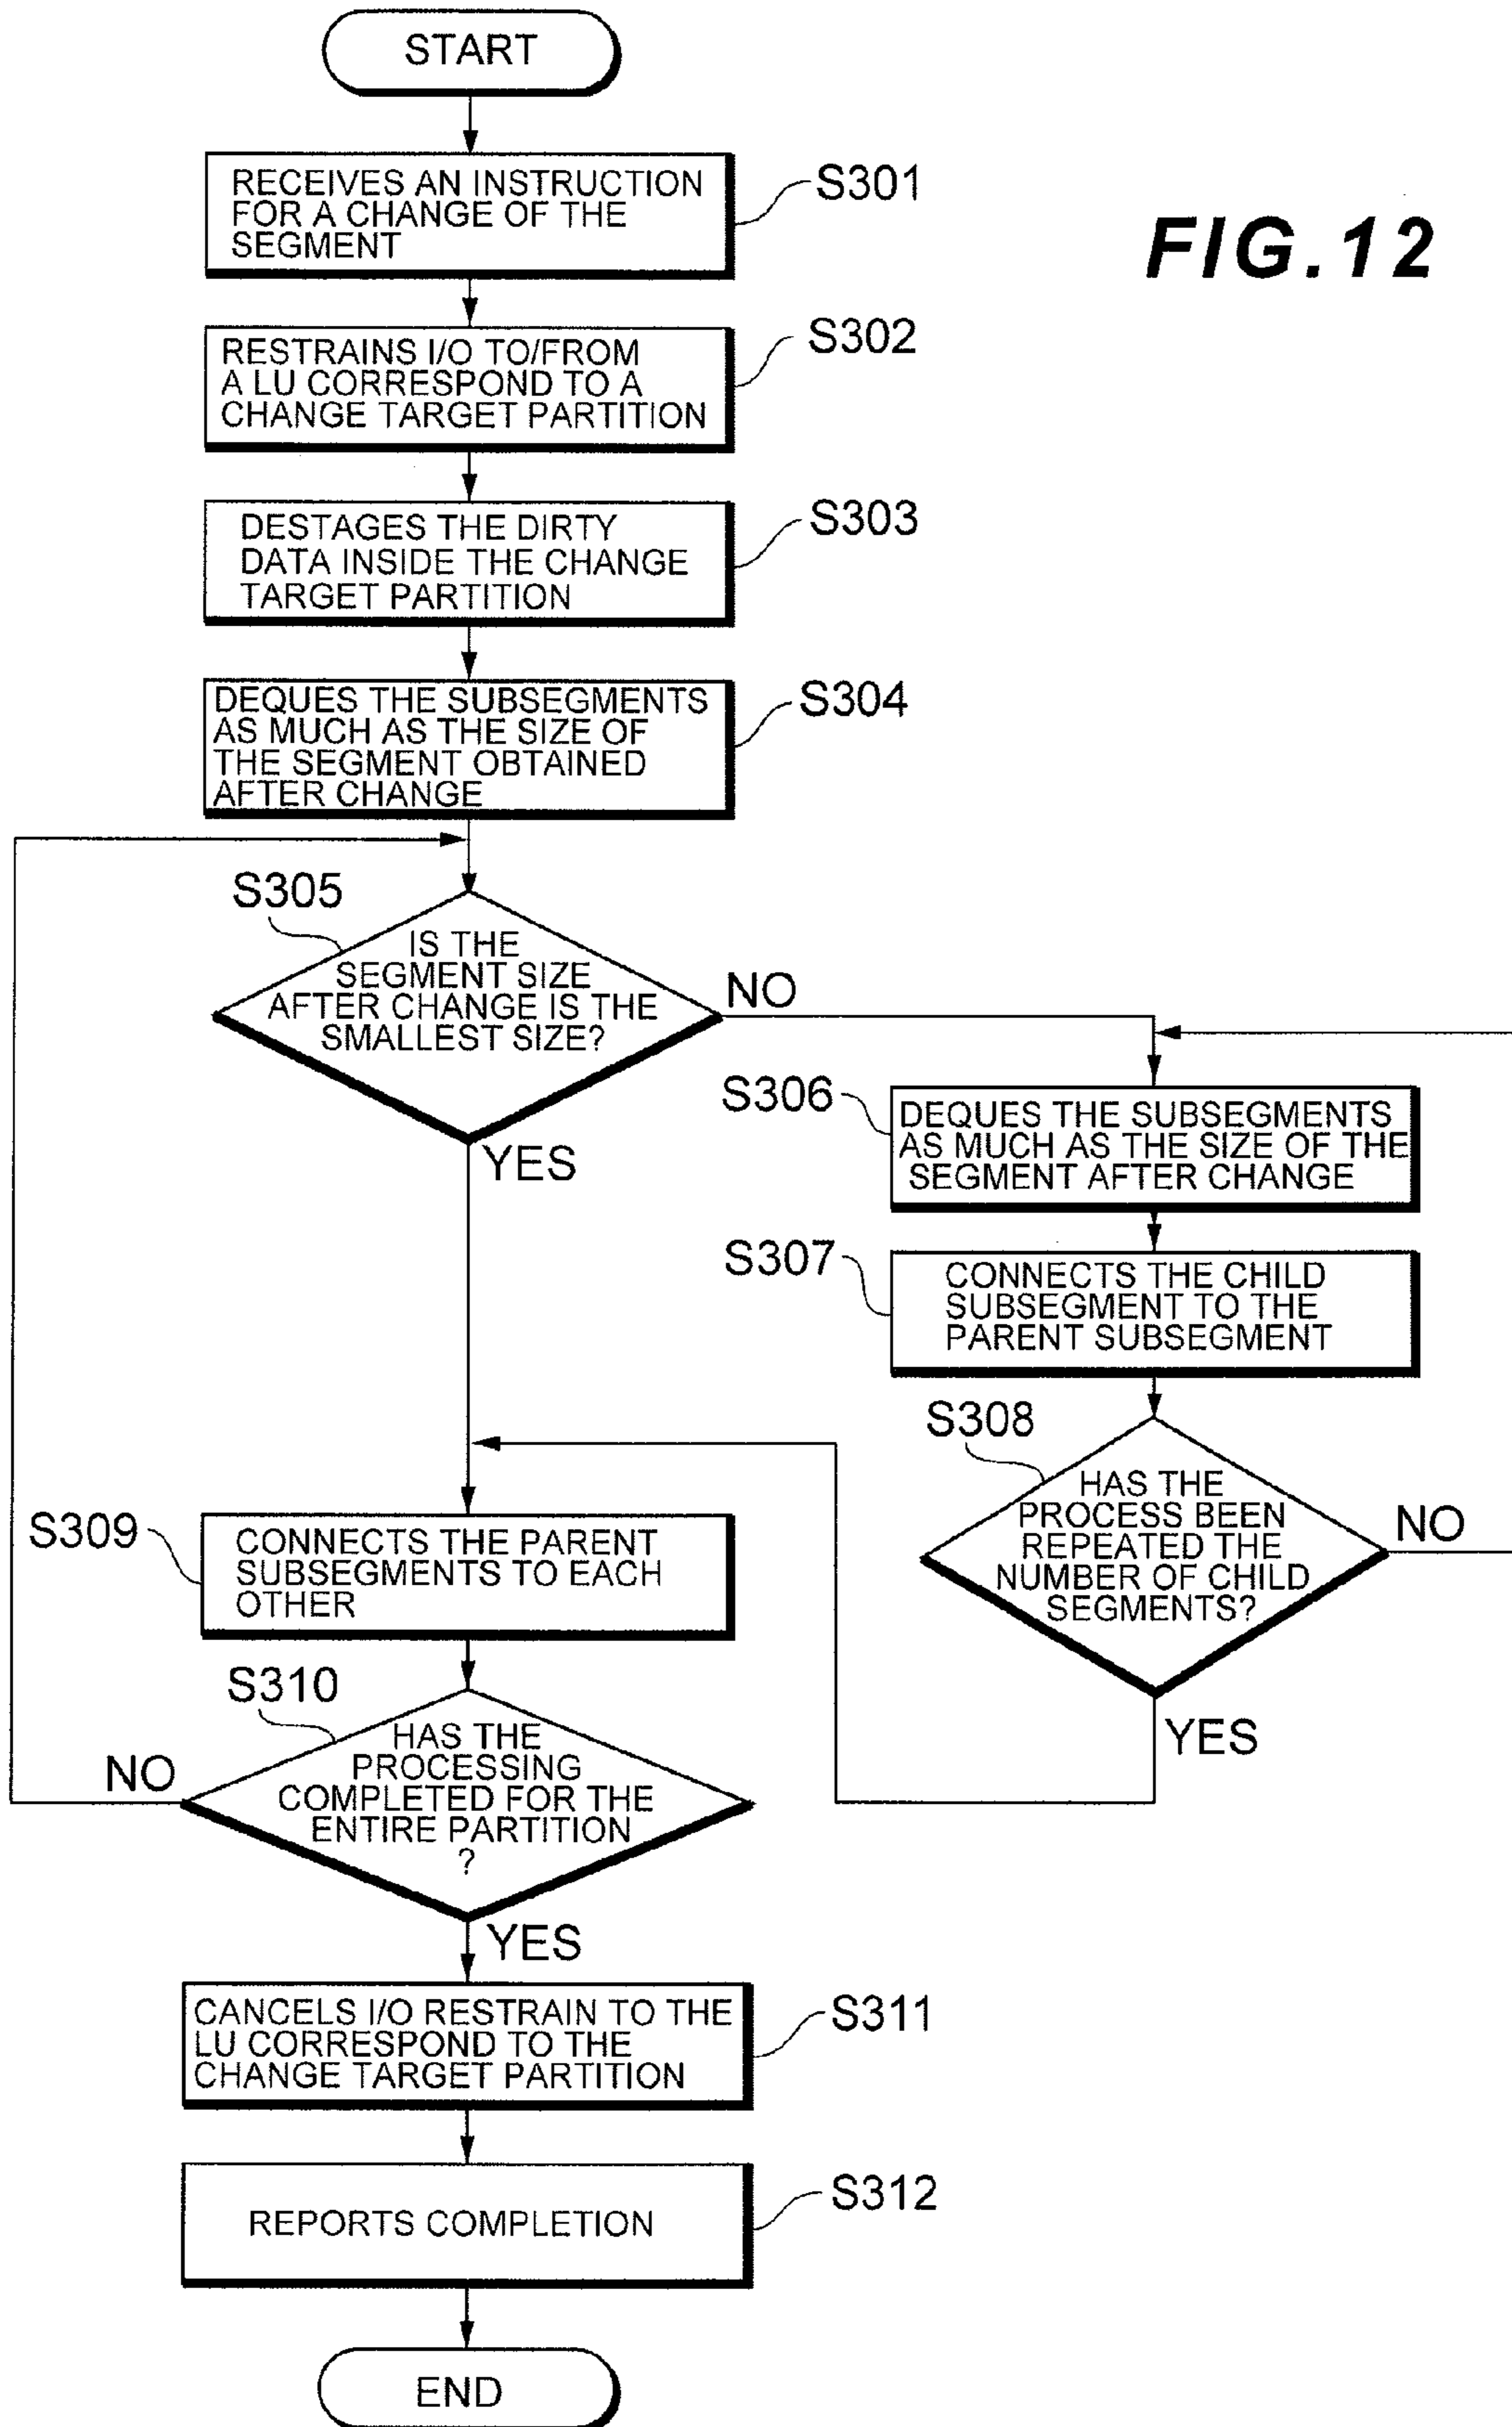 START
RECEIVES AN INSTRUCTION
FOR A CHANGE OF THE
SEGMENT
S301
FIG.12
RESTRAINS I/O TO/FROM
A LU CORRESPOND TO A
CHANGE TARGET PARTITION
S302
DESTAGES THE DIRTY
DATA INSIDE THE CHANGE
TARGET PARTITION
S303
DEQUES THE SUBSEGMENTS
AS MUCH AS THE SIZE OF
THE SEGMENT OBTAINED
AFTER CHANGE
S304
S305
IS THE
SEGMENT SIZE
AFTER CHANGE IS THE
SMALLEST SIZE?
NO
YES
S306
DEQUES THE SUBSEGMENTS
AS MUCH AS THE SIZE OF THE
SEGMENT AFTER CHANGE
S307
CONNECTS THE CHILD
SUBSEGMENT TO THE
PARENT SUBSEGMENT
S308
HAS THE
PROCESS BEEN
REPEATED THE
NUMBER OF CHILD
SEGMENTS?
NO
YES
S309
CONNECTS THE PARENT
SUBSEGMENTS TO EACH
OTHER
S310
HAS THE
PROCESSING
COMPLETED FOR THE
ENTIRE PARTITION
?
NO
YES
CANCELS I/O RESTRAIN TO THE
LU CORRESPOND TO THE
CHANGE TARGET PARTITION
S311
REPORTS COMPLETION
S312
END